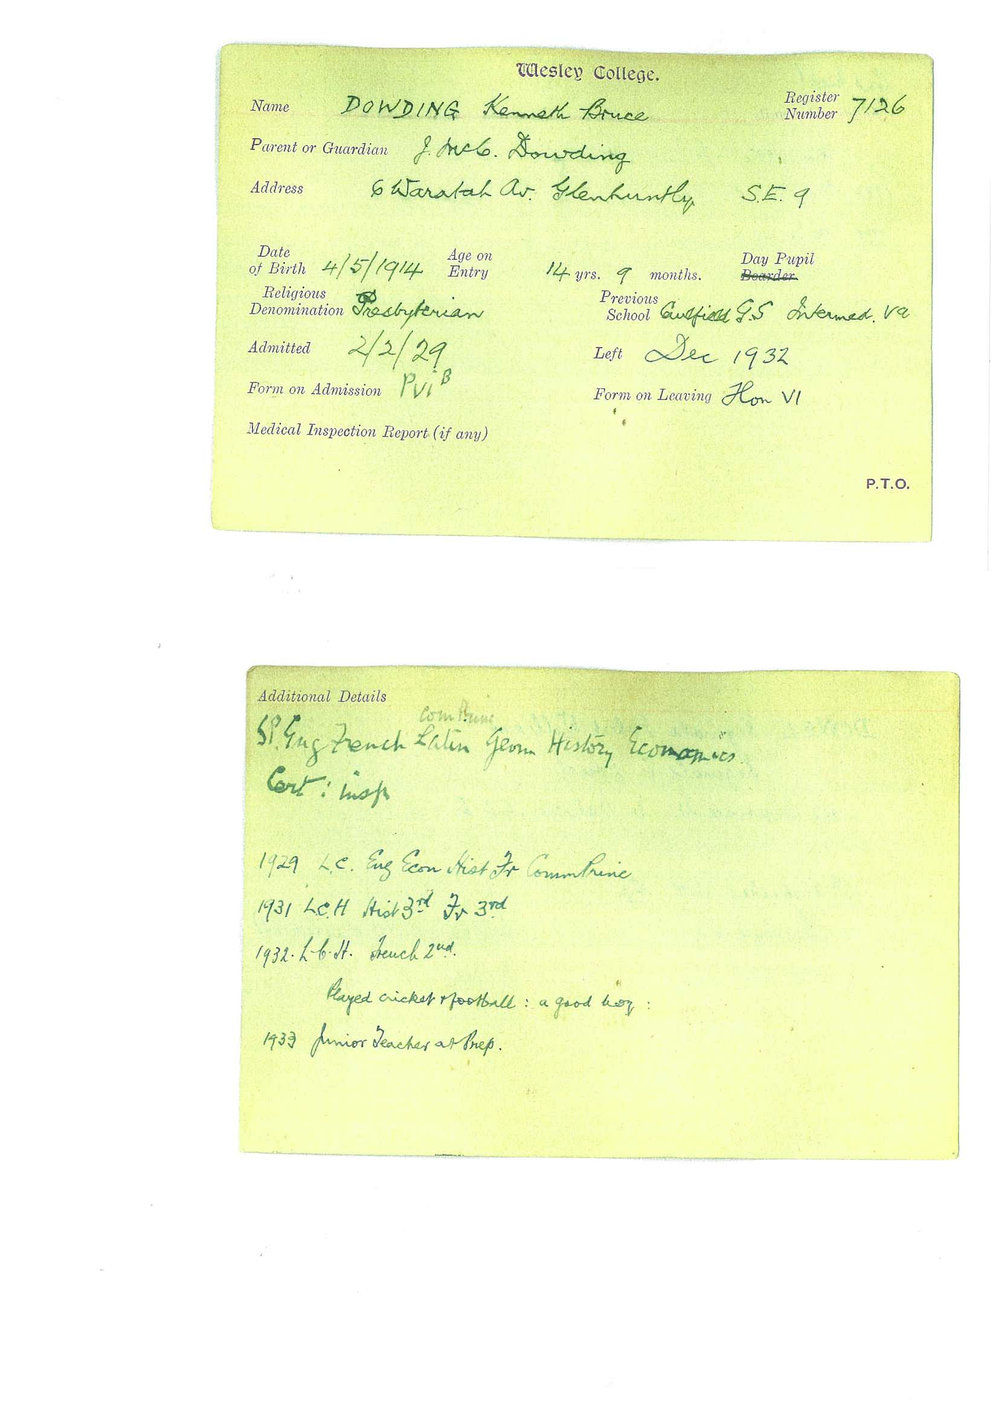 Wesley College.
Name DOWDING Kenneth Bruce Register Number 7126
Parent or Guardian J. McC. Dowding
Address 6 Waratah Av. Glenhuntly S.E. 9
Date of Birth 4/5/1914 Age on Entry 14 yrs. 9 months. Day Pupil Boarder.
Religious Denomination Presbyterian Previous School Caulfield G.S Intermed. Va
Admitted 2/2/29 Left Dec 1932
Form on Admission PVI B Form on Leaving Hon VI
Medical Inspection Report (if any)
P.T.O.
Additional Details
Com Princ
Sp. Eng French Latin Geom History Economics
Cert: insp
1929 L.C. Eng Econ Hist Fr Comm Princ
1931 L.C.H Hist 3rd Fr 3rd
1932. L.C.H. French 2nd.
Played cricket & football: a good boy:
1933 Junior Teacher at Prep.